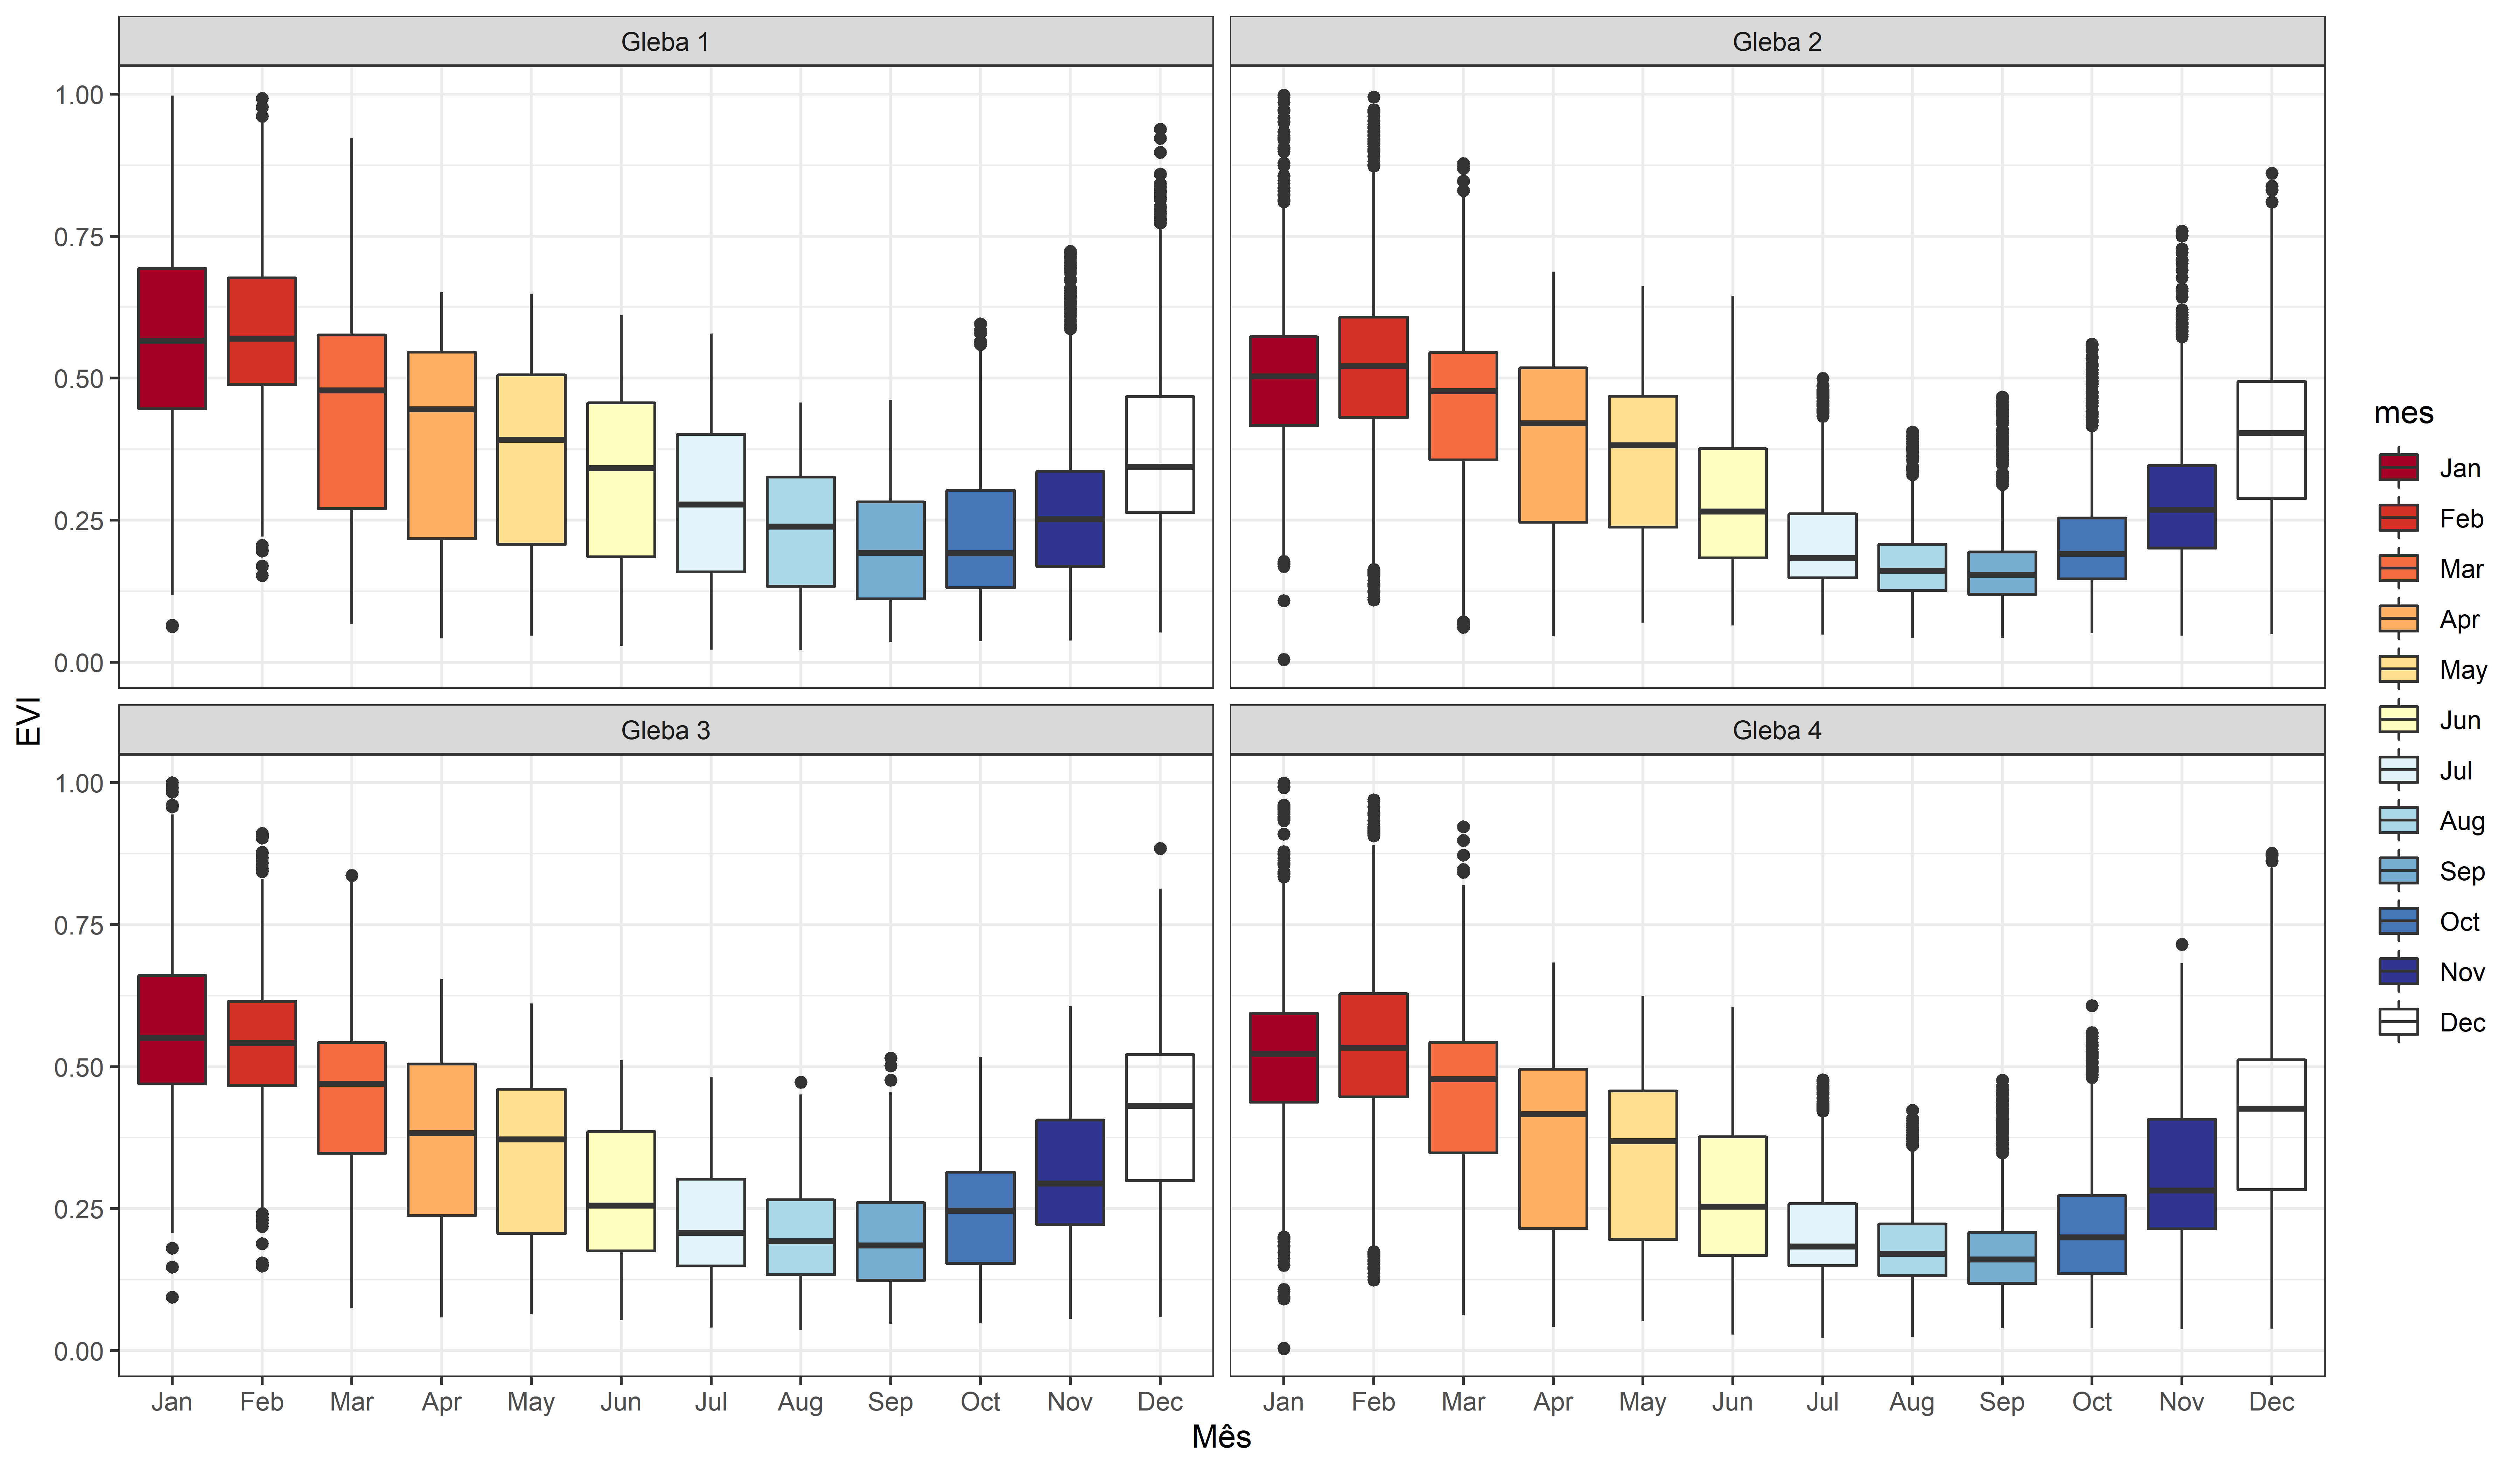 Gleba 1
Gleba 2
1.00
0.75
0.50
0.25
0.00
EVI
Gleba 3
Gleba 4
1.00
0.75
0.50
0.25
0.00
Jan Feb Mar Apr May Jun Jul Aug Sep Oct Nov Dec
Jan Feb Mar Apr May Jun Jul Aug Sep Oct Nov Dec
Mês
mes
Jan
Feb
Mar
Apr
May
Jun
Jul
Aug
Sep
Oct
Nov
Dec